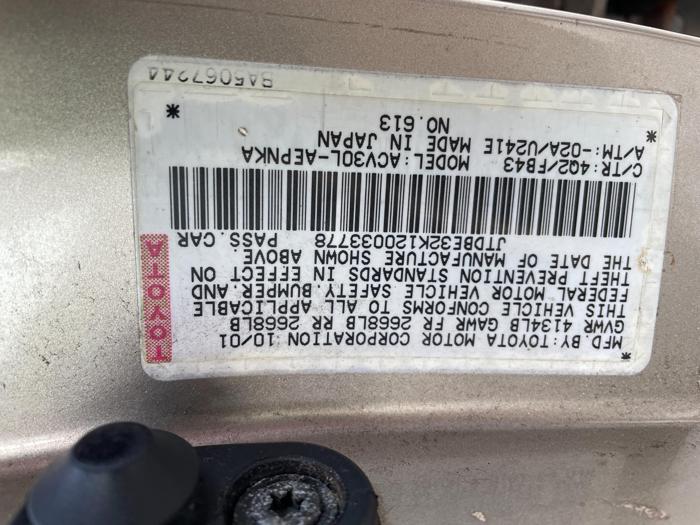 MFD. BY: TOYOTA MOTOR CORPORATION 10/01
GVWR 4134LB GAWR FR 2668LB RR 2668LB
THIS VEHICLE CONFORMS TO ALL APPLICABLE
FEDERAL MOTOR VEHICLE SAFETY. BUMPER. AND
THEFT PREVENTION STANDARDS IN EFFECT ON
THE DATE OF MANUFACTURE SHOWN ABOVE.
JTDBE32K120033778 PASS. CAR
C/TR:4Q2/FB43 MODEL:ACV30L-AEPNKA
A/TM:-02A/U241E MADE IN JAPAN
NO.613
TOYOTA
BA5067244